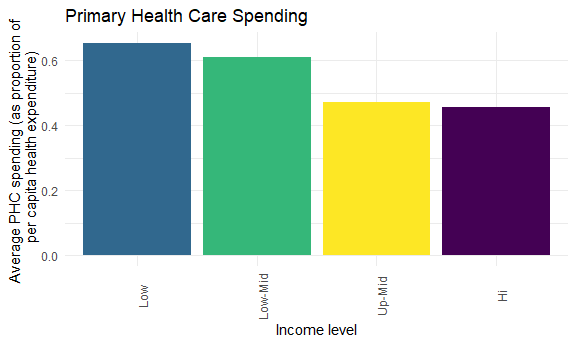 Primary Health Care Spending
Average PHC spending (as proportion of
per capita health expenditure)
0.6
0.4
0.2
0.0
Low
Low-Mid
Up-Mid
Hi
Income level